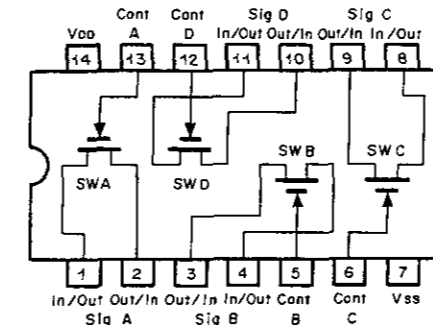 Cont Cont Sig D Sig C
VDD A D In/Out Out/In Out/In In/Out
14 13 12 11 10 9 8
SWB
SWA SWD SWC
1 2 3 4 5 6 7
In/Out Out/In Out/In In/Out Cont Cont Vss
Sig A Sig B B C